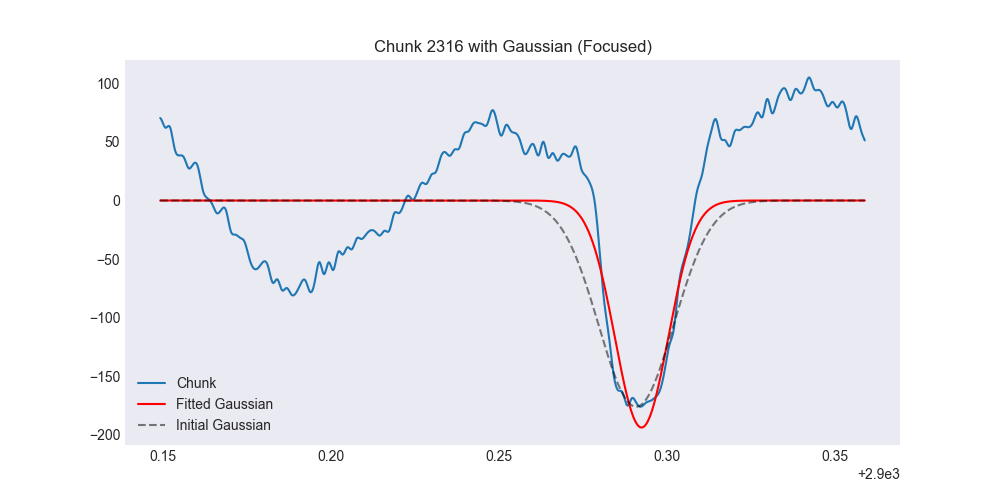 Chunk 2316 with Gaussian (Focused)
100
50
0
−50
−100
−150
−200
Chunk
Fitted Gaussian
Initial Gaussian
0.15 0.20 0.25 0.30 0.35
+2.9e3